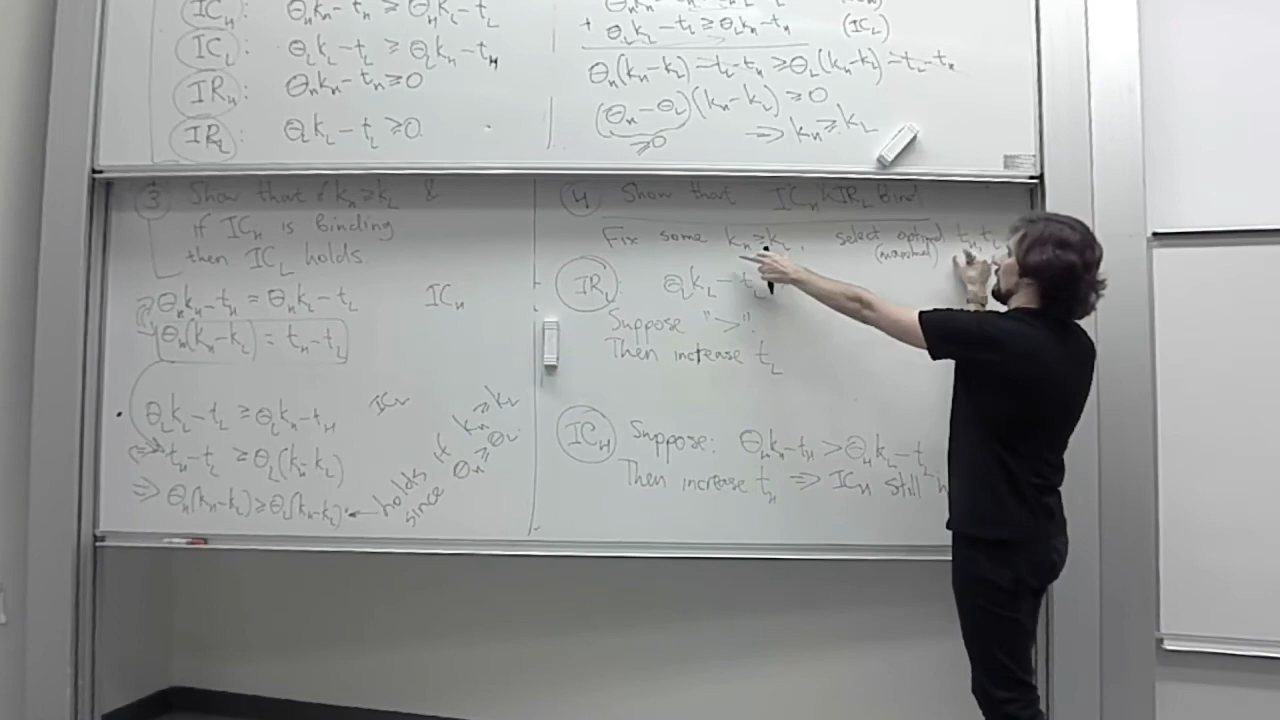 IC_H: θ_H k_H - t_H ≥ θ_H k_L - t_L
IC_L: θ_L k_L - t_L ≥ θ_L k_H - t_H
IR_H: θ_H k_H - t_H ≥ 0
IR_L: θ_L k_L - t_L ≥ 0.
+ θ_L k_L - t_L ≥ θ_L k_H - t_H (IC_L)
θ_H(k_H - k_L) - t_L - t_H ≥ θ_L(k_H - k_L) - t_L - t_H
(θ_H - θ_L)(k_H - k_L) ≥ 0
≥0
⇒ k_H ≥ k_L
③ Show that if k_H ≥ k_L &
if IC_H is Binding
then IC_L holds.
θ_H k_H - t_H = θ_H k_L - t_L IC_H
θ_H(k_H - k_L) = t_H - t_L
θ_L k_L - t_L ≥ θ_L k_H - t_H IC_L
t_H - t_L ≥ θ_L(k_H - k_L)
⇒ θ_H(k_H - k_L) ≥ θ_L(k_H - k_L) ← holds if k_H ≥ k_L
since θ_H ≥ θ_L
④ Show that IC_H & IR_L Bind
Fix some k_H ≥ k_L, select optimal t_H, t_L
(maximal)
IR_L: θ_L k_L - t_L
Suppose ">".
Then increase t_L
IC_H Suppose: θ_H k_H - t_H > θ_H k_L - t_L
Then increase t_H ⇒ IC_H still